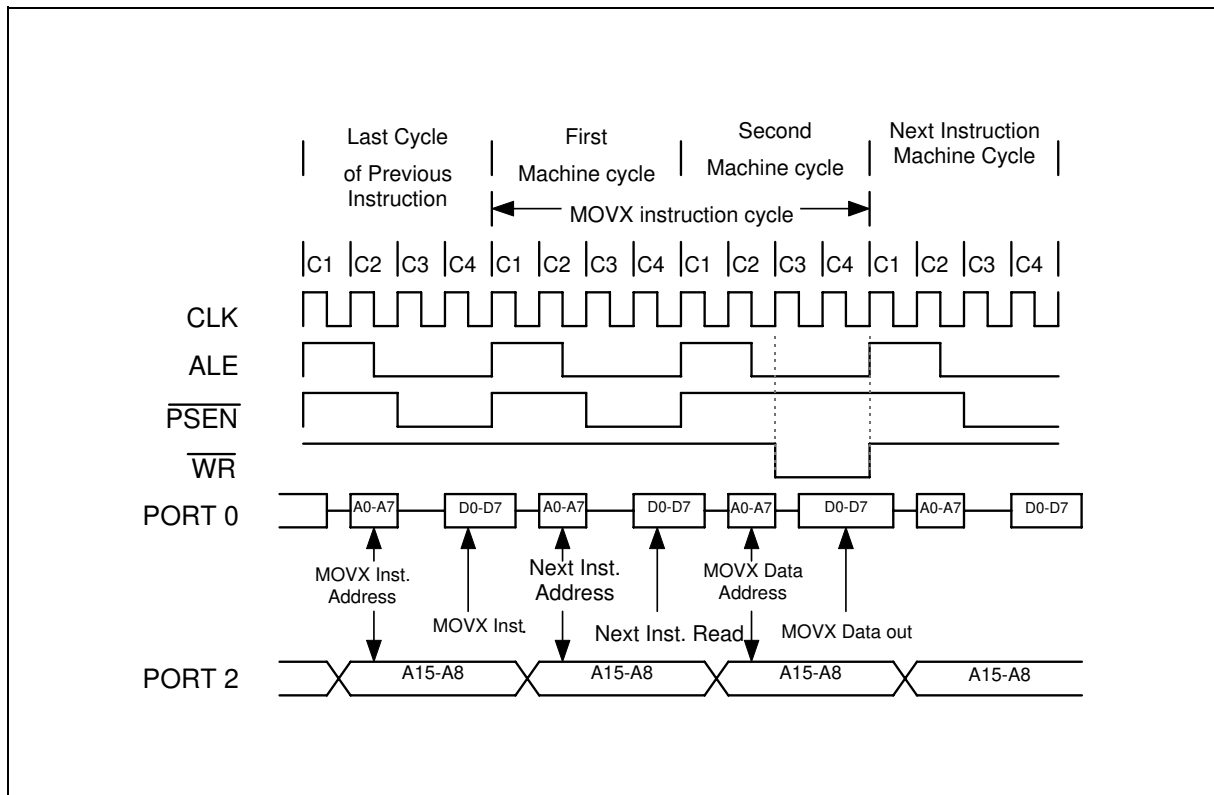 Last Cycle
of Previous
Instruction
First
Machine cycle
Second
Machine cycle
Next Instruction
Machine Cycle
MOVX instruction cycle
C1 C2 C3 C4 C1 C2 C3 C4 C1 C2 C3 C4 C1 C2 C3 C4
CLK
ALE
PSEN
WR
PORT 0
A0-A7 D0-D7 A0-A7 D0-D7 A0-A7 D0-D7 A0-A7 D0-D7
MOVX Inst.
Address
MOVX Inst.
Next Inst.
Address
Next Inst. Read
MOVX Data
Address
MOVX Data out
PORT 2
A15-A8 A15-A8 A15-A8 A15-A8